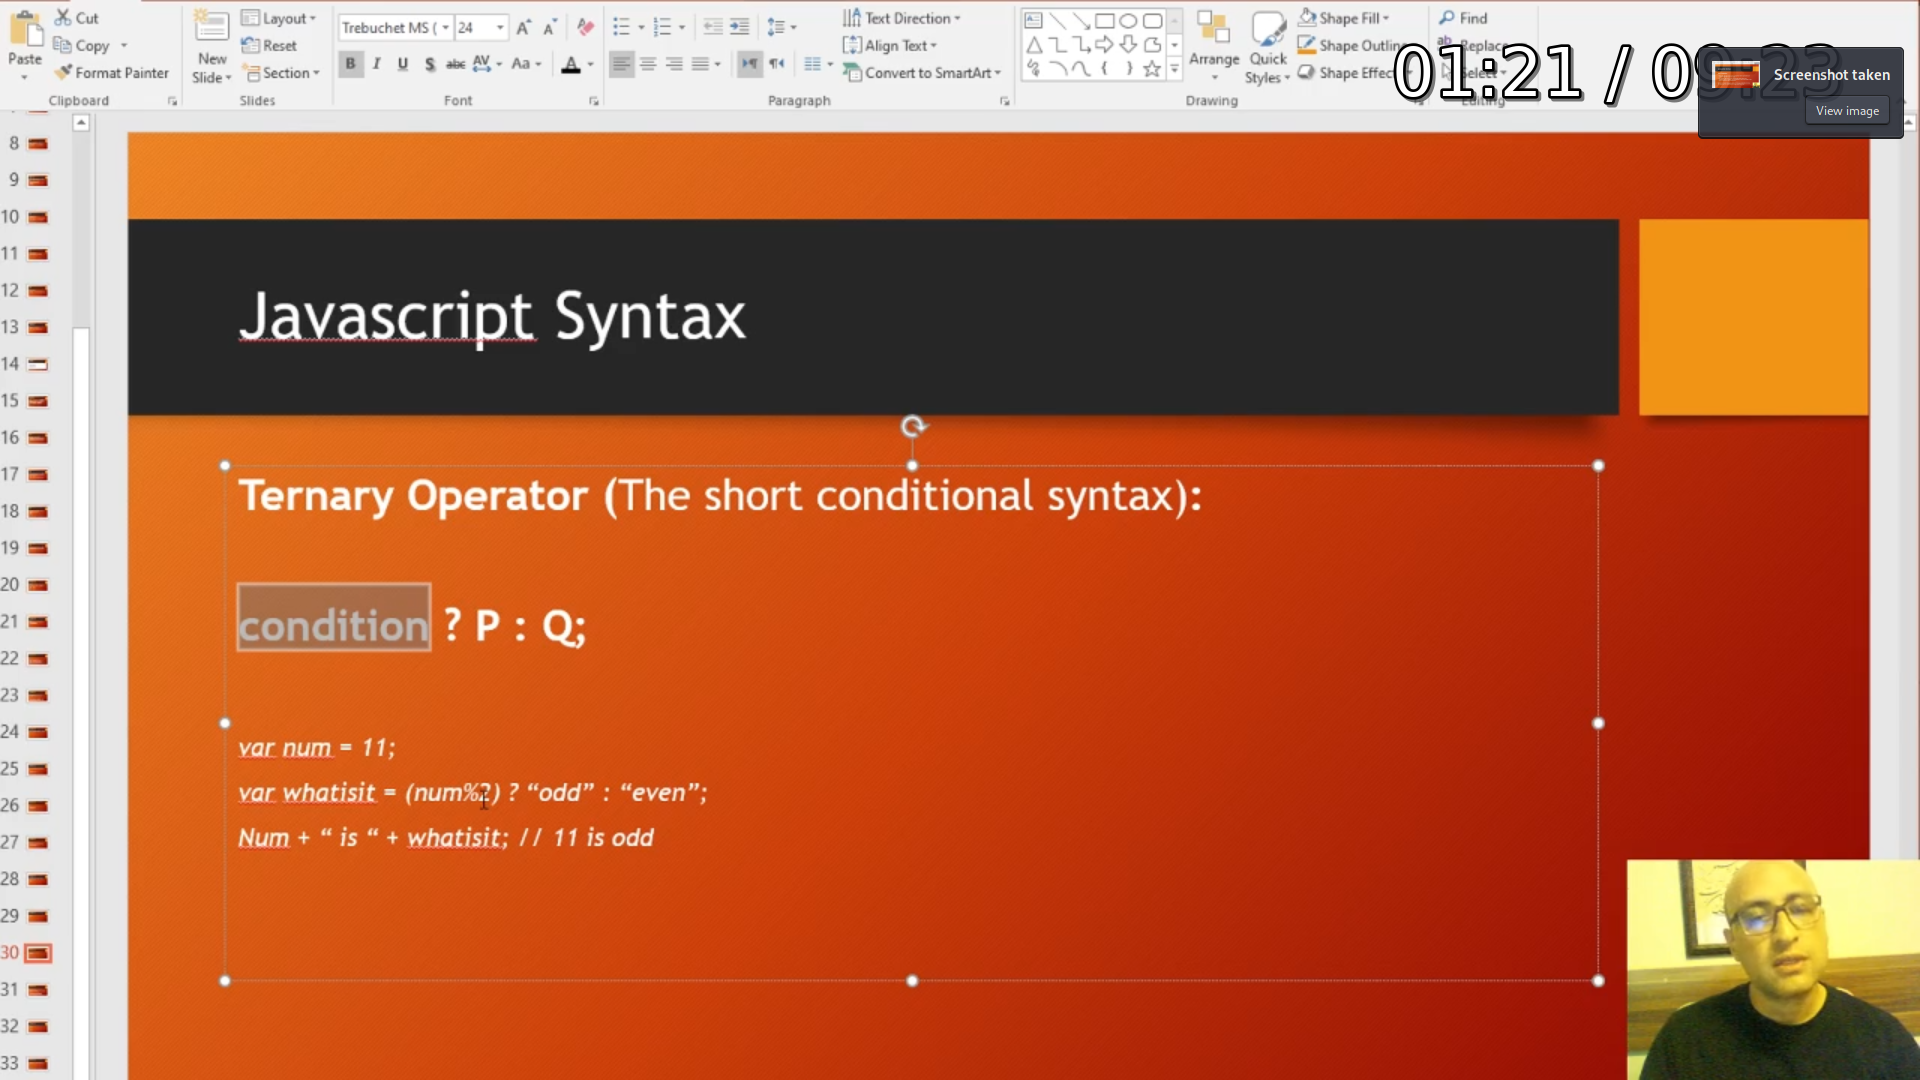 Cut
Copy
Format Painter
Paste
Clipboard
New
Slide
Layout
Reset
Section
Slides
Trebuchet MS (
24
A A
B I U S abc AV Aa A
Font
Text Direction
Align Text
Convert to SmartArt
Paragraph
Arrange
Quick
Styles
Shape Fill
Shape Outlin
Shape Effec
Drawing
Find
Replace
Select
Editing
01:21 / 09:23
Screenshot taken
View image
8
9
10
11
12
13
14
15
16
17
18
19
20
21
22
23
24
25
26
27
28
29
30
31
32
33
Javascript Syntax
Ternary Operator (The short conditional syntax):
condition ? P : Q;
var num = 11;
var whatisit = (num%2) ? “odd” : “even”;
Num + “ is “ + whatisit; // 11 is odd